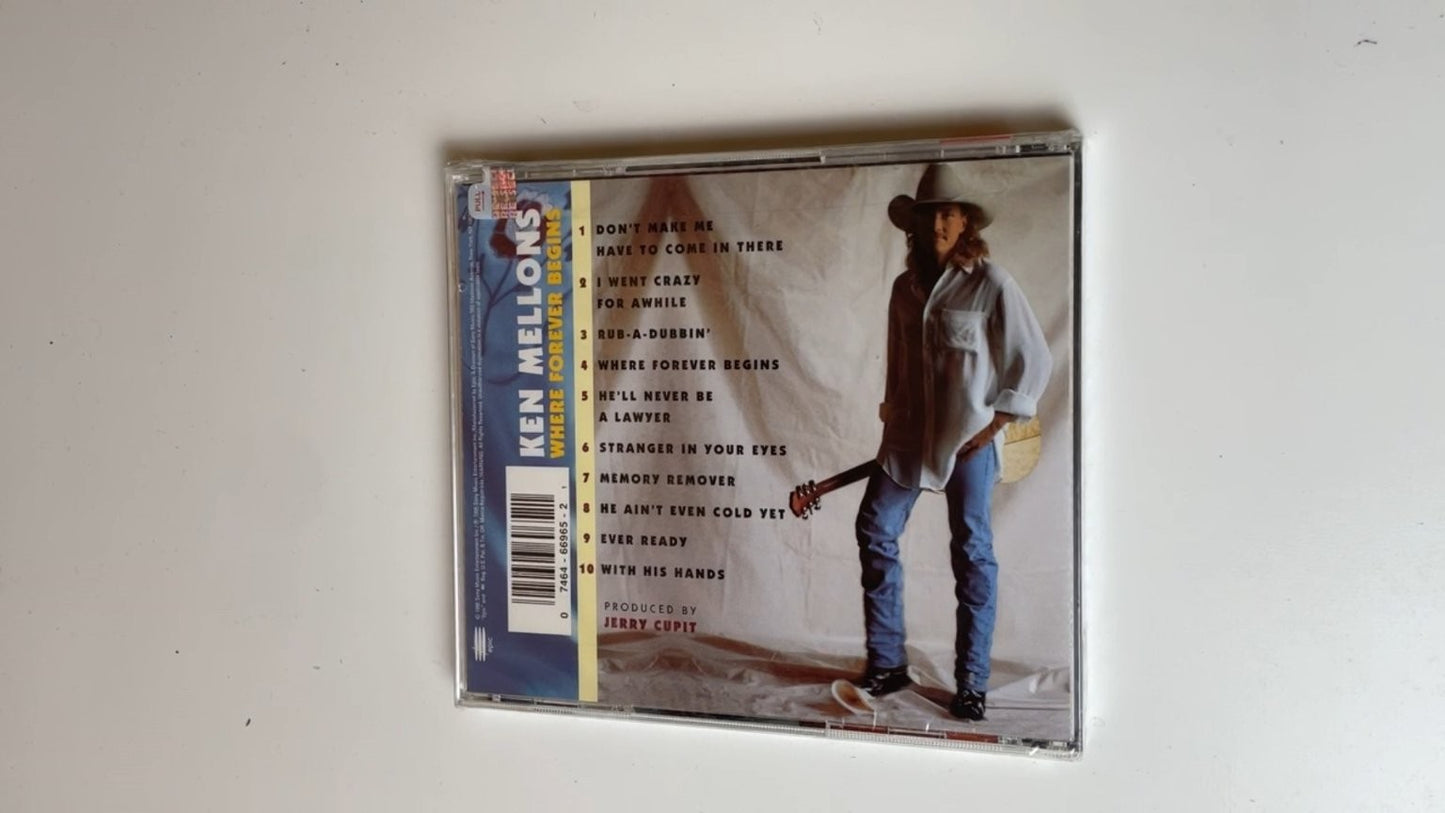 PULL
KEN MELLONS
WHERE FOREVER BEGINS
1 DON'T MAKE ME
HAVE TO COME IN THERE
2 I WENT CRAZY
FOR AWHILE
3 RUB-A-DUBBIN'
4 WHERE FOREVER BEGINS
5 HE'LL NEVER BE
A LAWYER
6 STRANGER IN YOUR EYES
7 MEMORY REMOVER
8 HE AIN'T EVEN COLD YET
9 EVER READY
10 WITH HIS HANDS
PRODUCED BY
JERRY CUPIT
0 7464-66965-2 1
epic